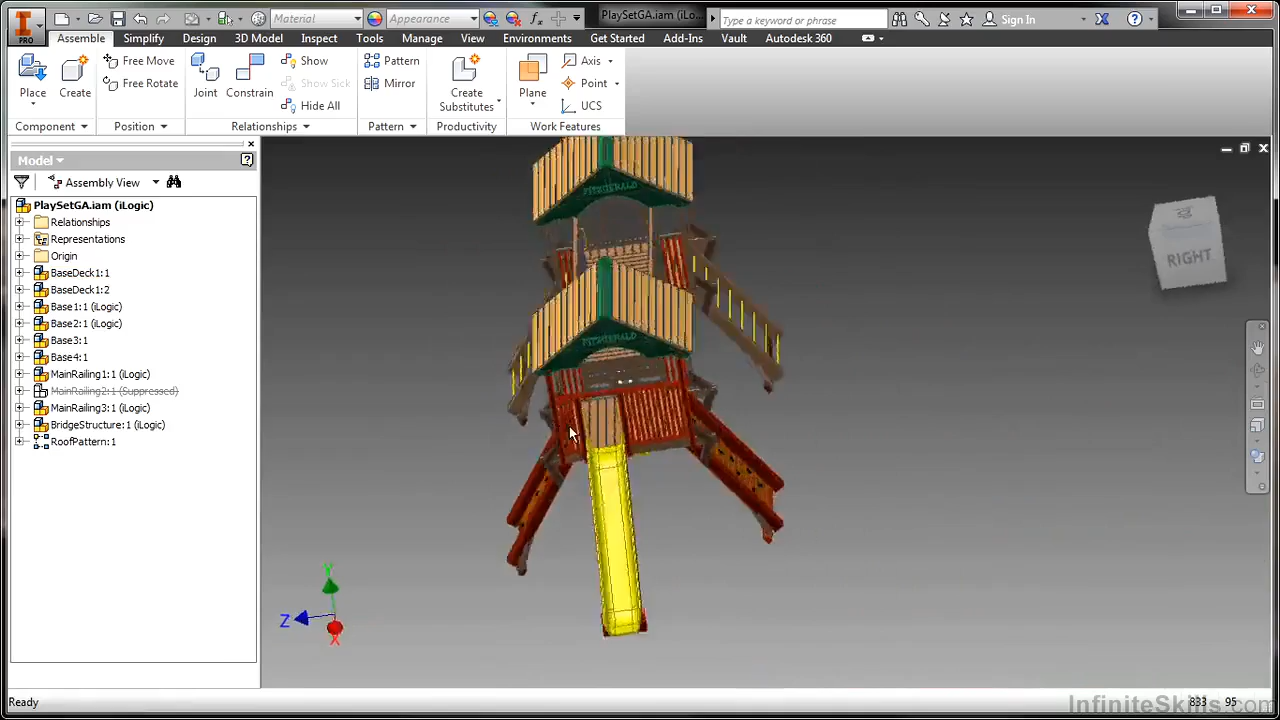 Material
Appearance
PlaySetGA.iam (iLo...
Type a keyword or phrase
Sign In
PRO
Assemble Simplify Design 3D Model Inspect Tools Manage View Environments Get Started Add-Ins Vault Autodesk 360
Place
Create
Free Move
Free Rotate
Joint
Constrain
Show
Show Sick
Hide All
Pattern
Mirror
Create Substitutes
Plane
Axis
Point
UCS
Component Position Relationships Pattern Productivity Work Features
Model
Assembly View
PlaySetGA.iam (iLogic)
Relationships
Representations
Origin
BaseDeck1:1
BaseDeck1:2
Base1:1 (iLogic)
Base2:1 (iLogic)
Base3:1
Base4:1
MainRailing1:1 (iLogic)
MainRailing2:1 (Suppressed)
MainRailing3:1 (iLogic)
BridgeStructure:1 (iLogic)
RoofPattern:1
FITZGERALD
FITZGERALD
RIGHT
Y
Z
X
Ready
833 95
InfiniteSkills.com